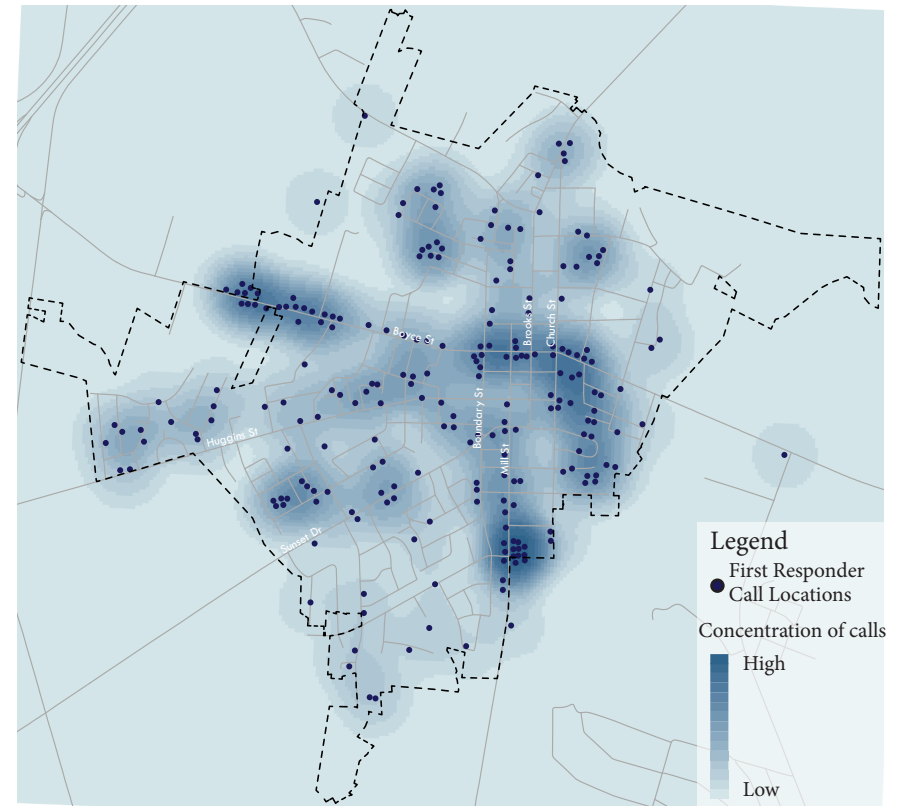 Brooks St
Church St
Boyce St
Boundary St
Huggins St
Mill St
Sunset Dr
Legend
First Responder
Call Locations
Concentration of calls
High
Low